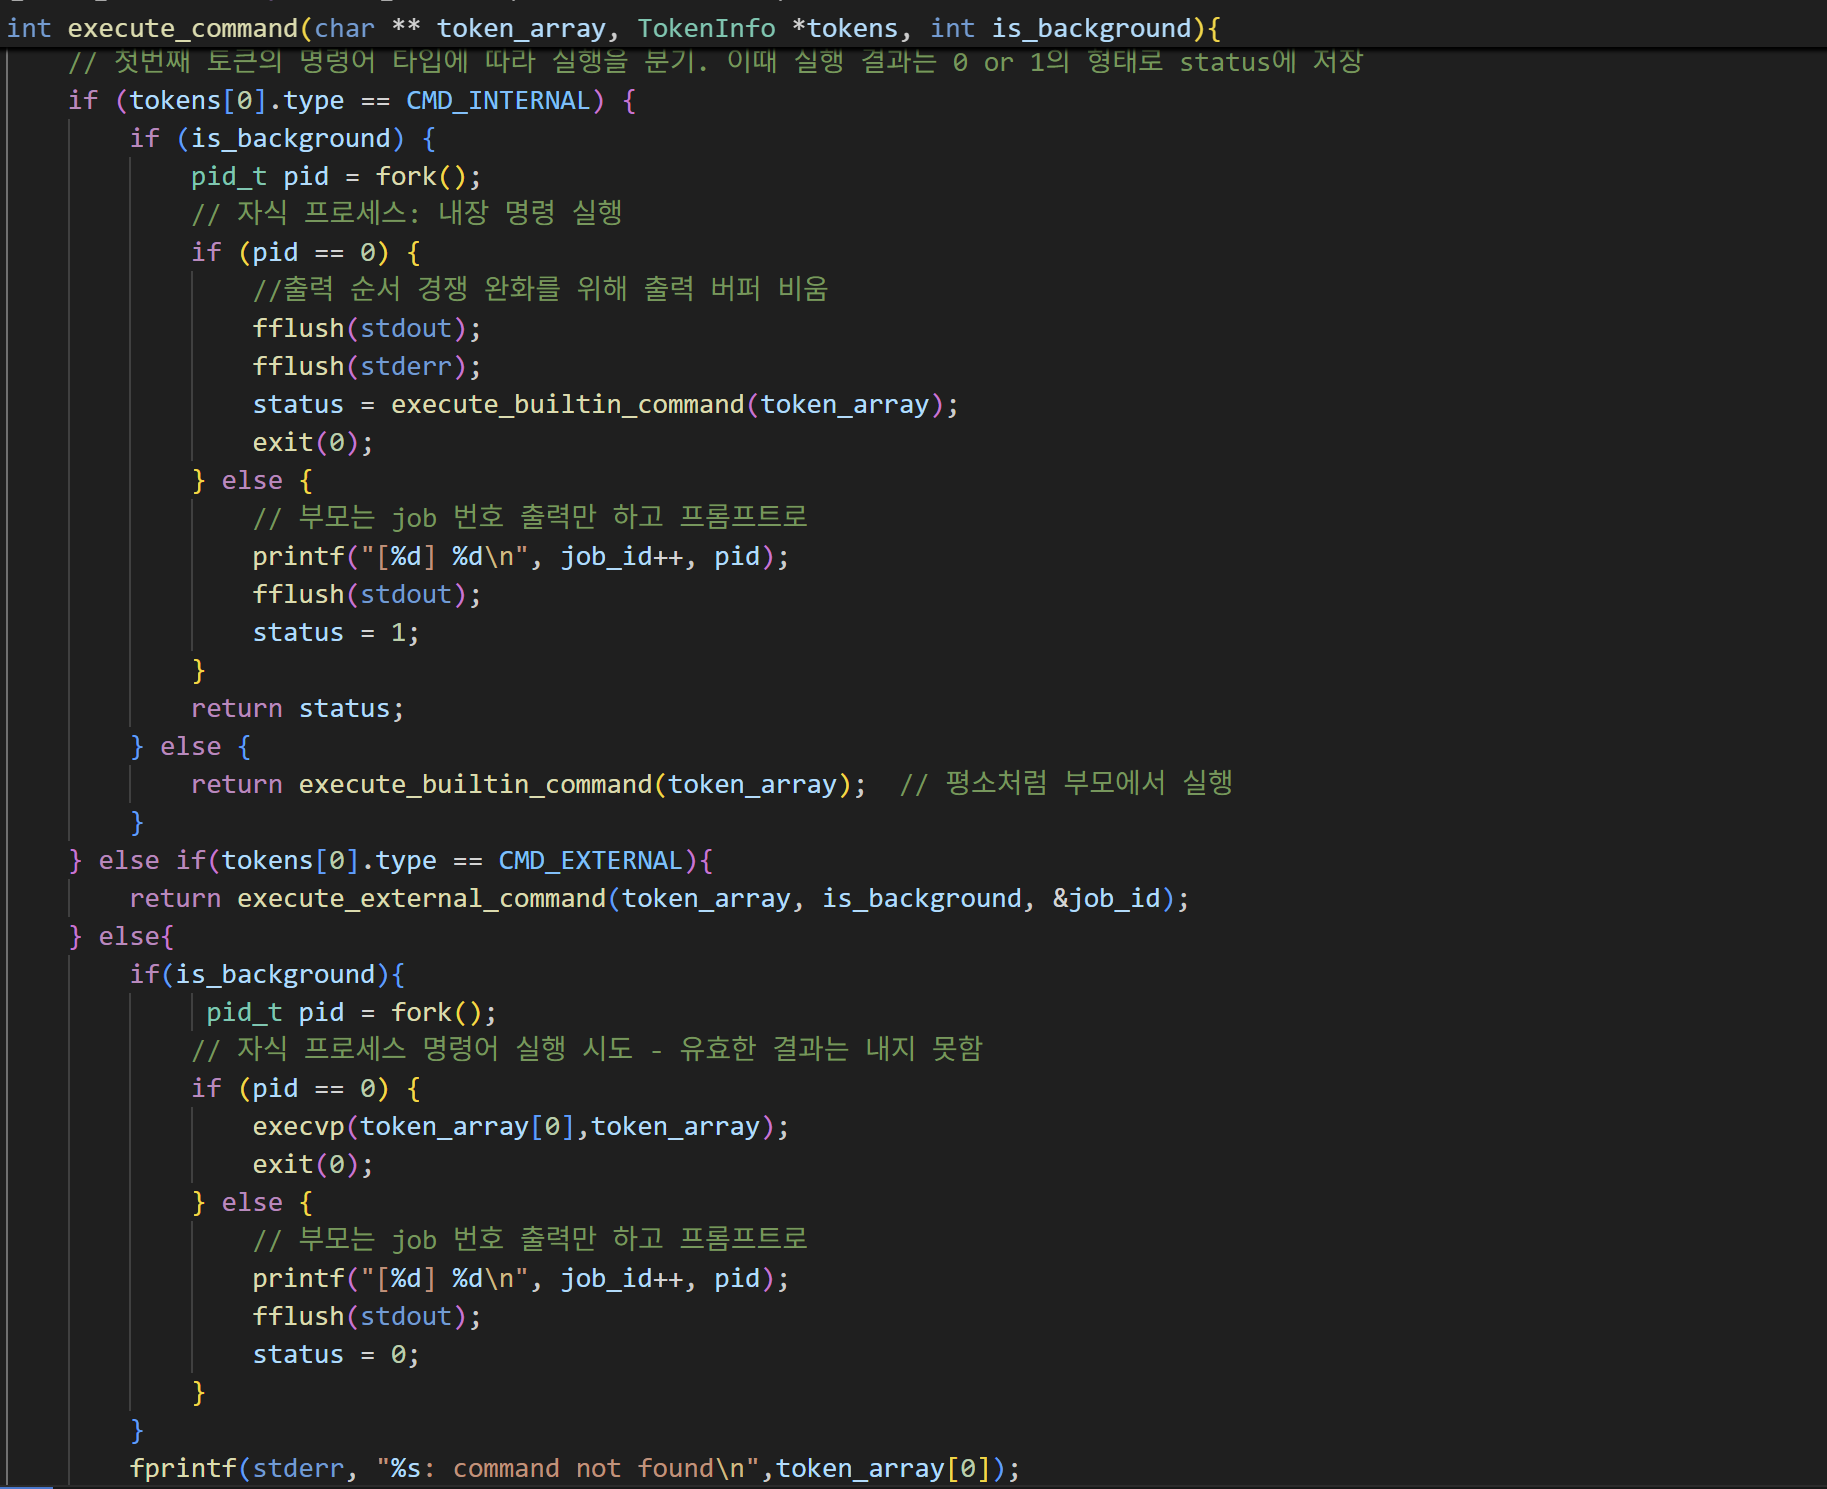 int execute_command(char ** token_array, TokenInfo *tokens, int is_background){
    // 첫번째 토큰의 명령어 타입에 따라 실행을 분기. 이때 실행 결과는 0 or 1의 형태로 status에 저장
    if (tokens[0].type == CMD_INTERNAL) {
        if (is_background) {
            pid_t pid = fork();
            // 자식 프로세스: 내장 명령 실행
            if (pid == 0) {
                //출력 순서 경쟁 완화를 위해 출력 버퍼 비움
                fflush(stdout);
                fflush(stderr);
                status = execute_builtin_command(token_array);
                exit(0);
            } else {
                // 부모는 job 번호 출력만 하고 프롬프트로
                printf("[%d] %d\n", job_id++, pid);
                fflush(stdout);
                status = 1;
            }
            return status;
        } else {
            return execute_builtin_command(token_array);  // 평소처럼 부모에서 실행
        }
    } else if(tokens[0].type == CMD_EXTERNAL){
        return execute_external_command(token_array, is_background, &job_id);
    } else{
        if(is_background){
             pid_t pid = fork();
            // 자식 프로세스 명령어 실행 시도 - 유효한 결과는 내지 못함
            if (pid == 0) {
                execvp(token_array[0],token_array);
                exit(0);
            } else {
                // 부모는 job 번호 출력만 하고 프롬프트로
                printf("[%d] %d\n", job_id++, pid);
                fflush(stdout);
                status = 0;
            }
        }
        fprintf(stderr, "%s: command not found\n",token_array[0]);